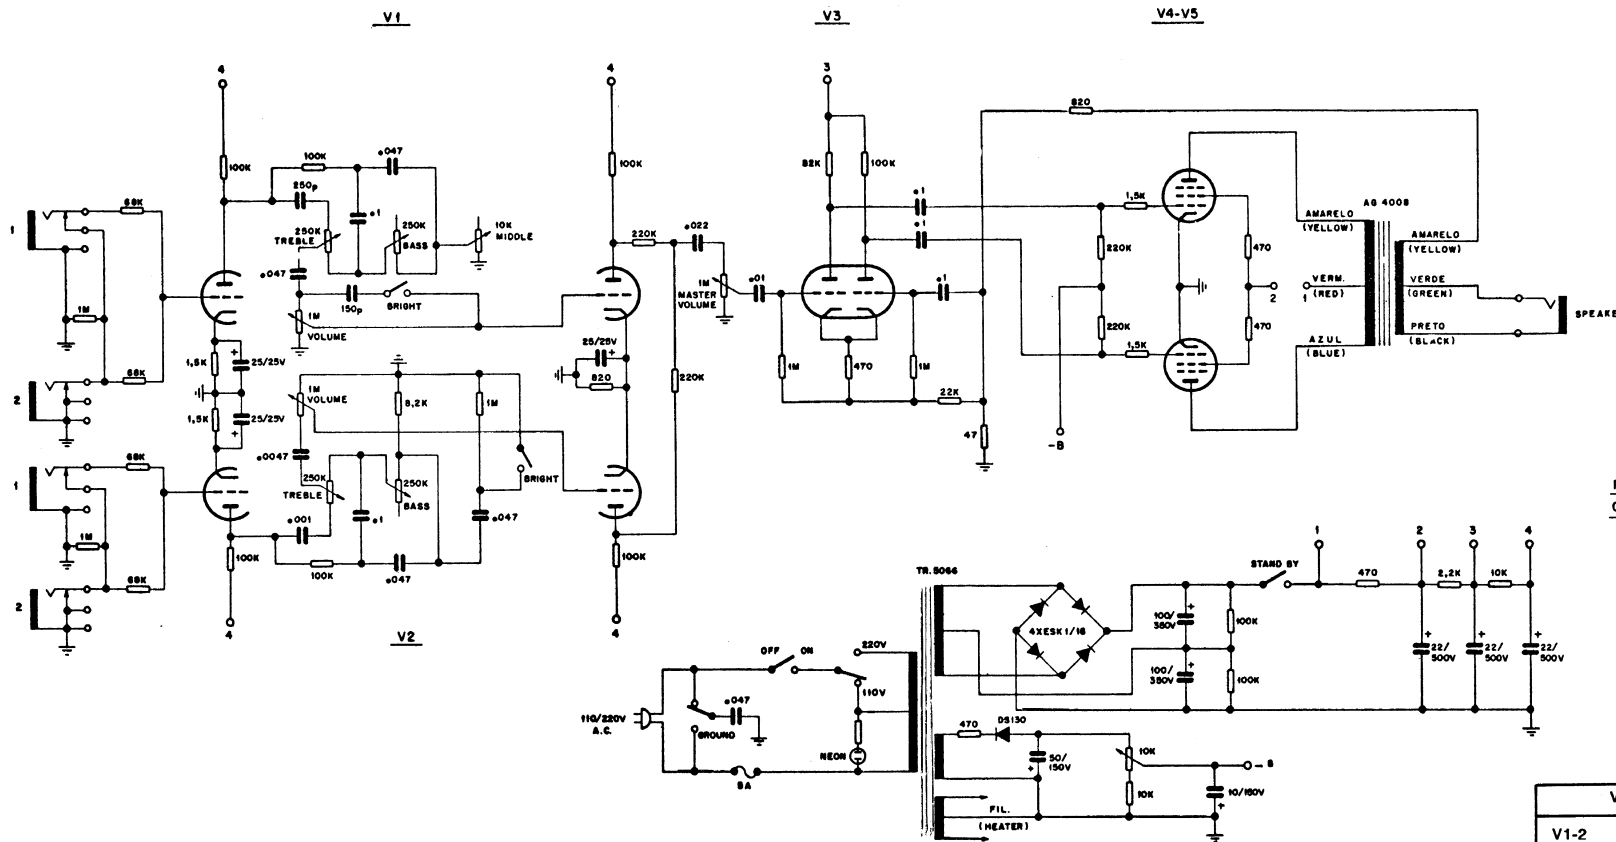 V1
V3
V4-V5
4
4
3
820
100K
.047
100K
100K
82K
100K
250p
.1
68K
1
.1
1,5K
AG 4008
AMARELO
(YELLOW)
250K
TREBLE
250K
BASS
10K
MIDDLE
220K
.022
.1
220K
470
AMARELO
(YELLOW)
.047
1M
MASTER
VOLUME
.01
.1
2
1
VERM.
(RED)
VERDE
(GREEN)
150p
BRIGHT
1M
1M
VOLUME
220K
470
SPEAKE
PRETO
(BLACK)
AZUL
(BLUE)
1,5K
25/25V
25/25V
1,5K
68K
1M
470
1M
2
820
220K
1M
VOLUME
8,2K
1M
22K
1,5K
25/25V
47
-B
68K
.0047
1
250K
TREBLE
250K
BASS
BRIGHT
.001
.1
.047
1M
100K
100K
.047
100K
68K
2
4
V2
4
TR.5066
STAND BY
1
2
3
4
470
2,2K
10K
4XESK1/16
100/
350V
100K
22/
500V
22/
500V
22/
500V
OFF
ON
220V
100/
350V
100K
110V
110/220V
A.C.
.047
GROUND
NEON
470
DS130
50/
150V
10K
- B
10K
10/150V
FIL.
(HEATER)
V
V1-2